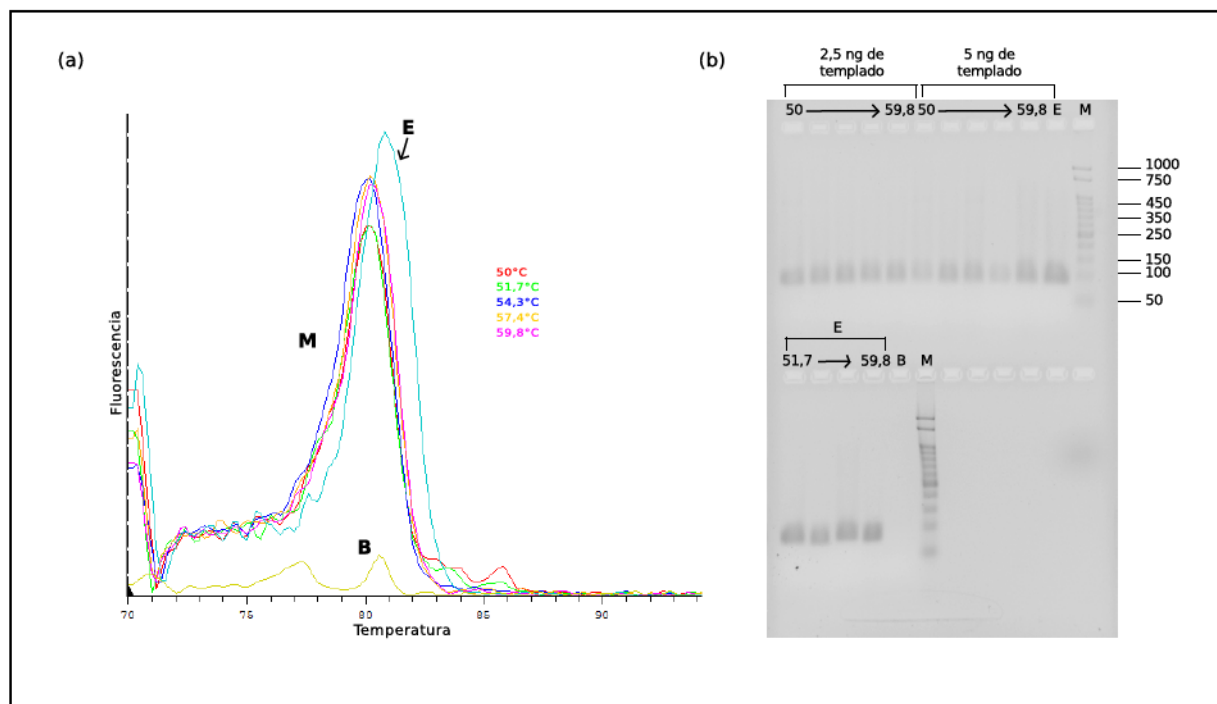 (a)
E
M
B
50°C
51,7°C
54,3°C
57,4°C
59,8°C
Fluorescencia
70 75 80 85 90
Temperatura
(b)
2,5 ng de templado
5 ng de templado
50 59,8 50 59,8 E M
1000
750
450
350
250
150
100
50
E
51,7 59,8 B M